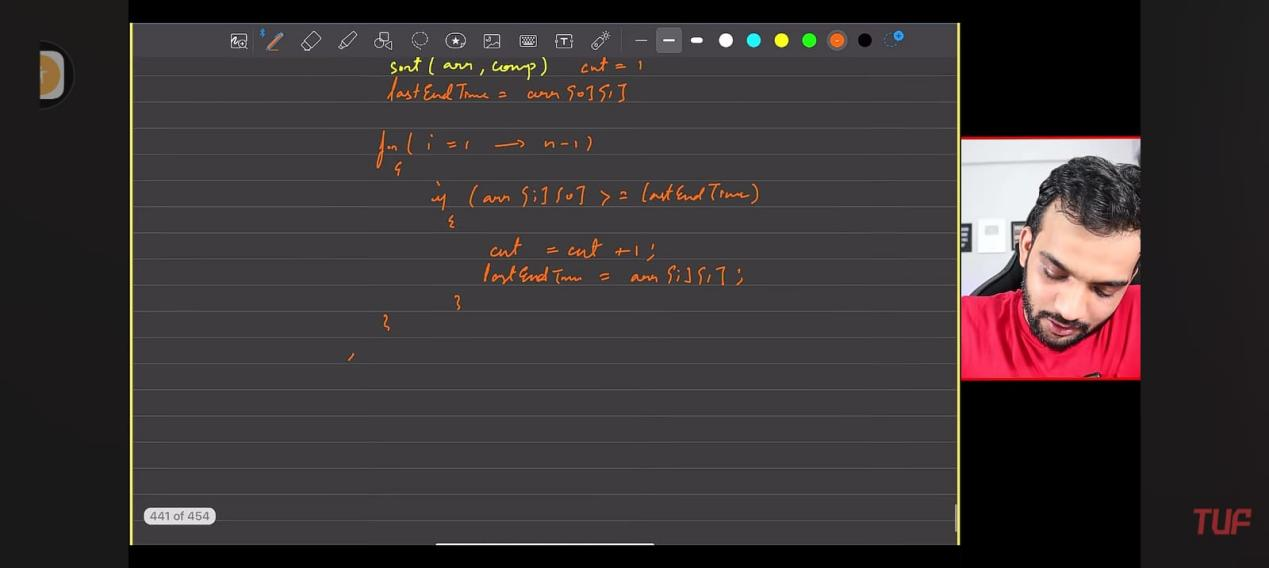 sort (arr, comp) cnt = 1
lastEndTime = arr[0][1]
for (i = 1 → n-1)
{
if (arr[i][0] >= lastEndTime)
{
cnt = cnt + 1;
lastEndTime = arr[i][1];
}
}
441 of 454
TUF